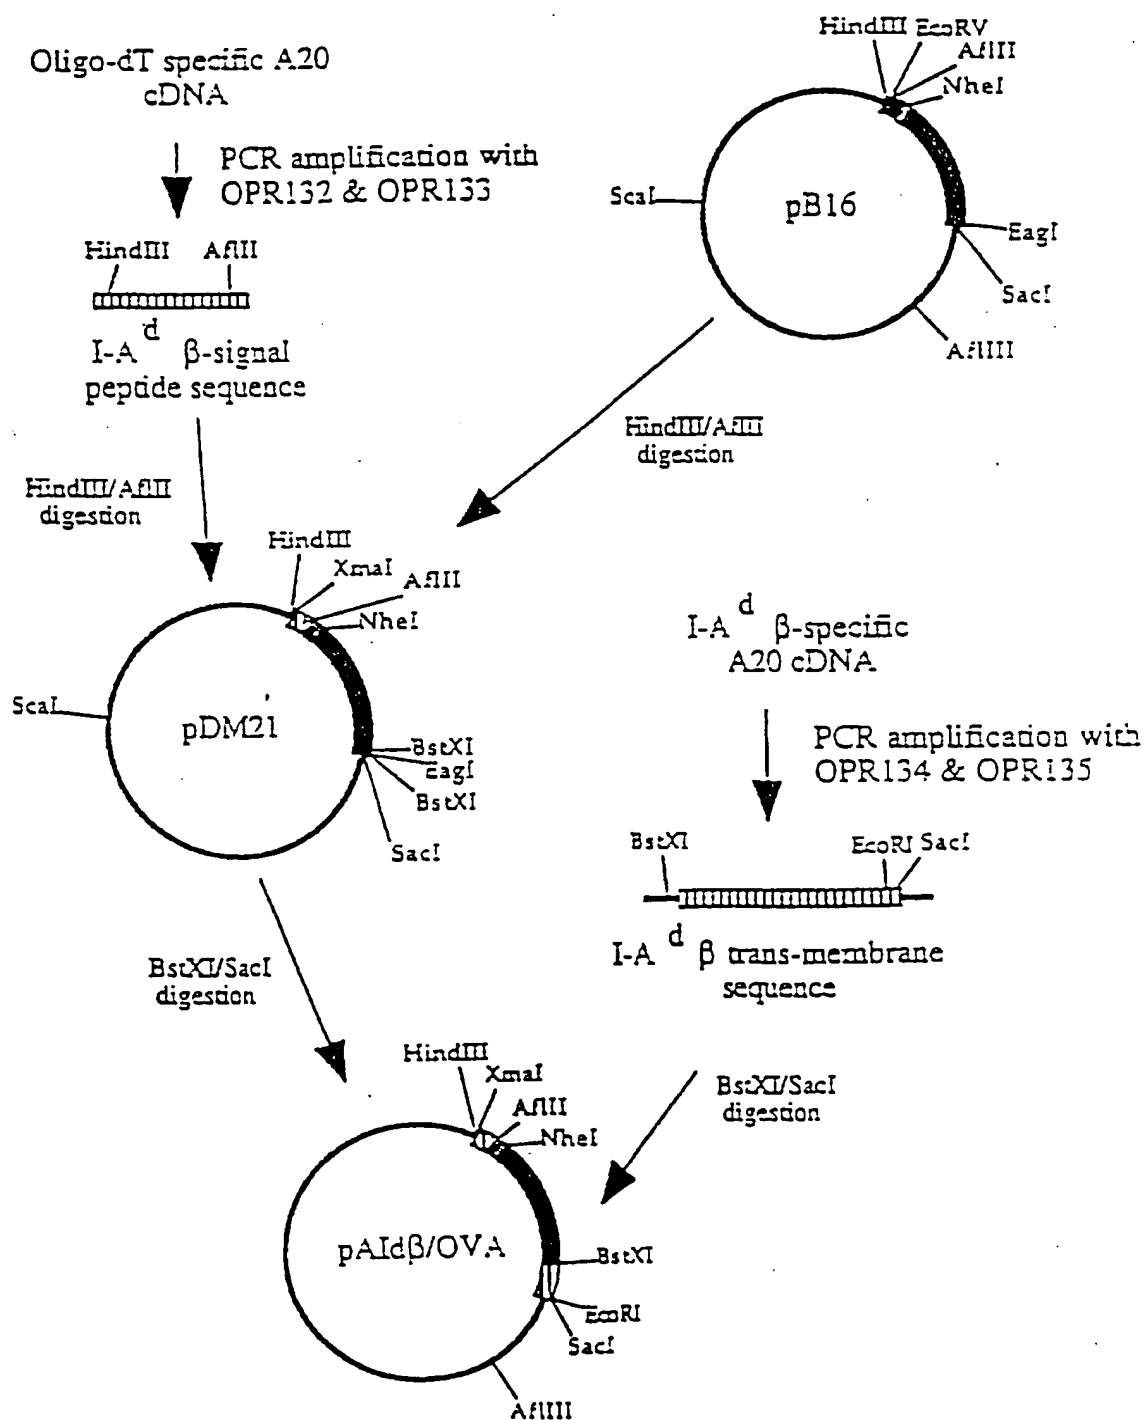 Oligo-dT specific A20
cDNA
PCR amplification with
OPR132 & OPR133
HindIII AflII
d
I-A β-signal
peptide sequence
HindIII/AflII
digestion
HindIII EcoRV
AflII
NheI
ScaI
pB16
EagI
SacI
AflIII
HindIII/AflII
digestion
HindIII
XmaI
AflII
NheI
ScaI
pDM21
BstXI
EagI
BstXI
SacI
d
I-A β-specific
A20 cDNA
PCR amplification with
OPR134 & OPR135
BstXI EcoRI SacI
d
I-A β trans-membrane
sequence
BstXI/SacI
digestion
BstXI/SacI
digestion
HindIII
XmaI
AflII
NheI
pAIdβ/OVA
BstXI
EcoRI
SacI
AflIII